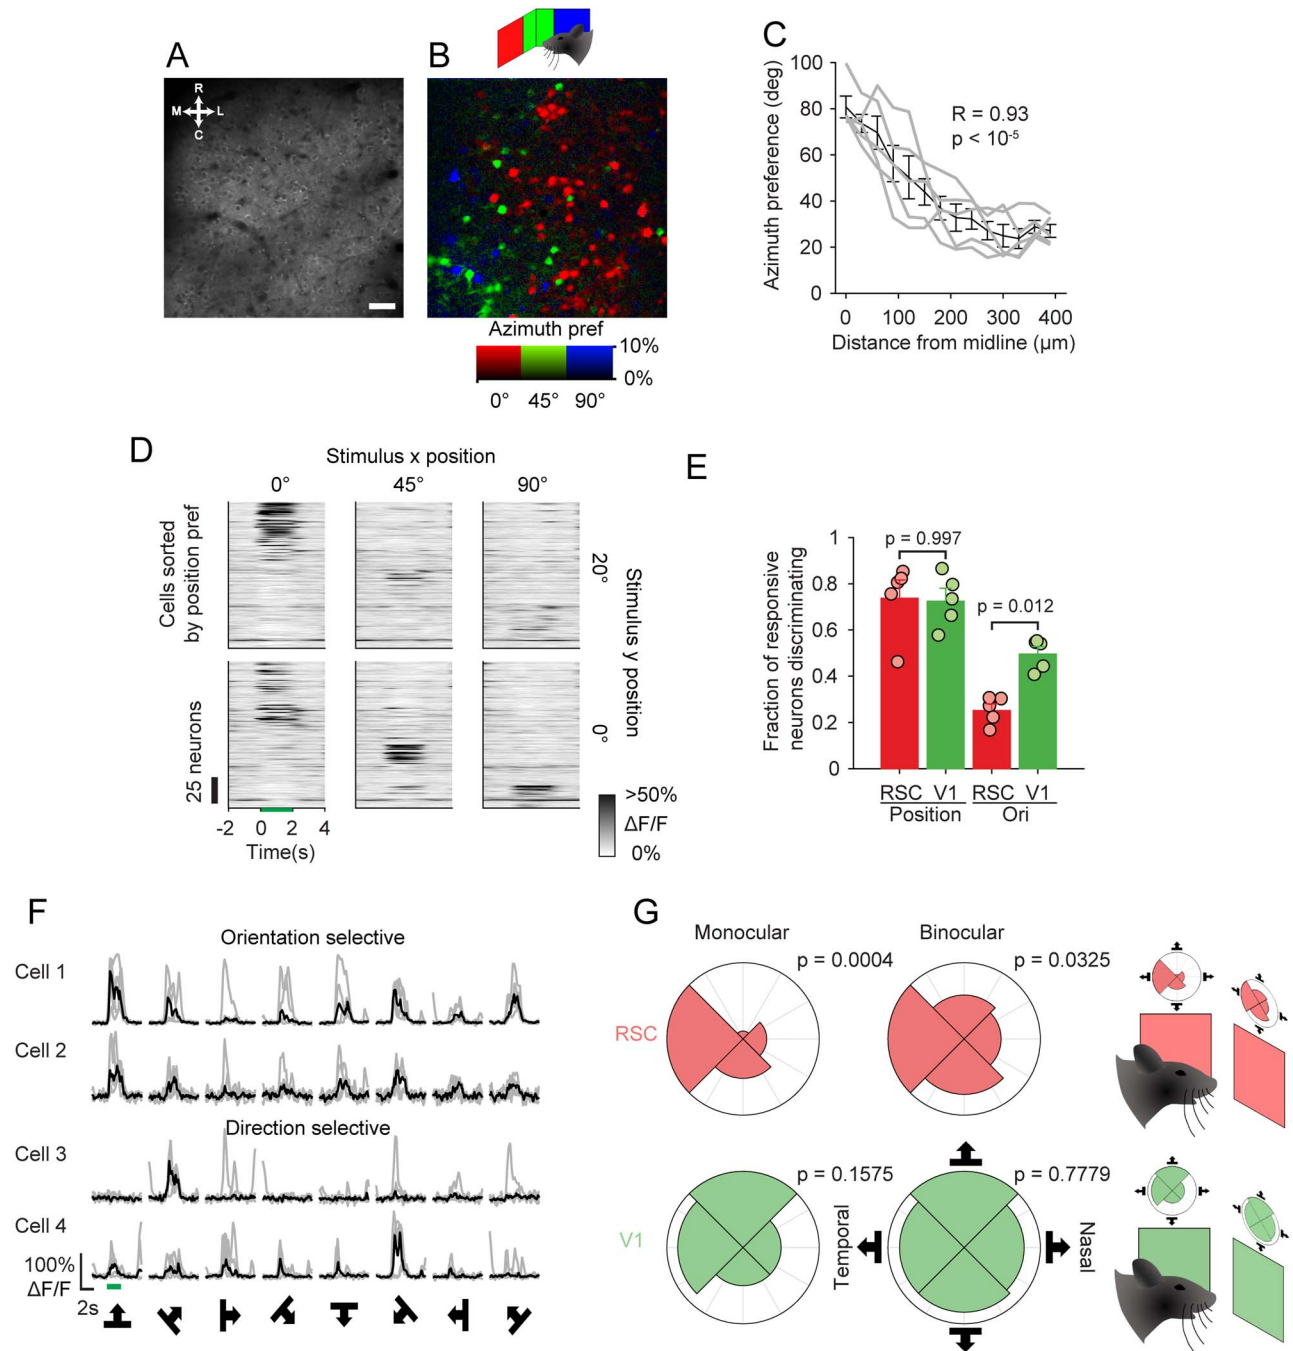 A
R
M L
C
B
Azimuth pref
10%
0%
0° 45° 90°
C
Azimuth preference (deg)
100
80
60
40
20
0
R = 0.93
p < 10⁻⁵
0 100 200 300 400
Distance from midline (µm)
D
Stimulus x position
0° 45° 90°
Cells sorted
by position pref
20°
0°
Stimulus y position
25 neurons
-2 0 2 4
Time(s)
>50%
ΔF/F
0%
E
Fraction of responsive
neurons discriminating
1
0.8
0.6
0.4
0.2
0
p = 0.997
p = 0.012
RSC V1 RSC V1
Position Ori
F
Orientation selective
Cell 1
Cell 2
Direction selective
Cell 3
Cell 4
100%
ΔF/F
2s
G
Monocular Binocular
p = 0.0004 p = 0.0325
RSC
p = 0.1575 p = 0.7779
V1
Temporal
Nasal